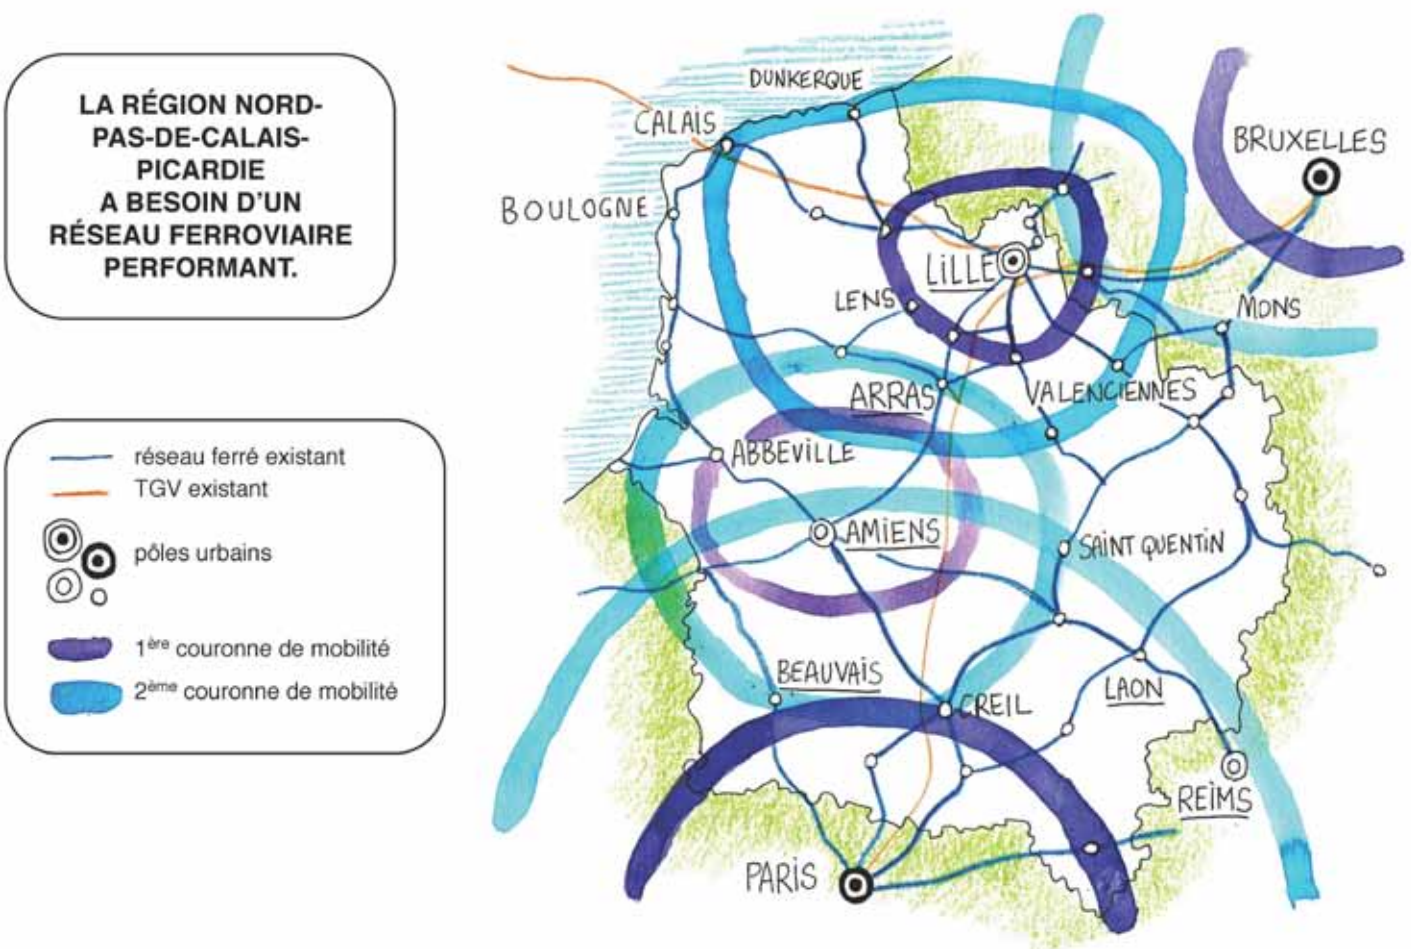 LA RÉGION NORD-
PAS-DE-CALAIS-
PICARDIE
A BESOIN D'UN
RÉSEAU FERROVIAIRE
PERFORMANT.
réseau ferré existant
TGV existant
pôles urbains
1ère couronne de mobilité
2ème couronne de mobilité
DUNKERQUE
CALAIS
BRUXELLES
BOULOGNE
LILLE
LENS
MONS
ARRAS
VALENCIENNES
ABBEVILLE
AMIENS
SAINT QUENTIN
BEAUVAIS
LAON
CREIL
REIMS
PARIS